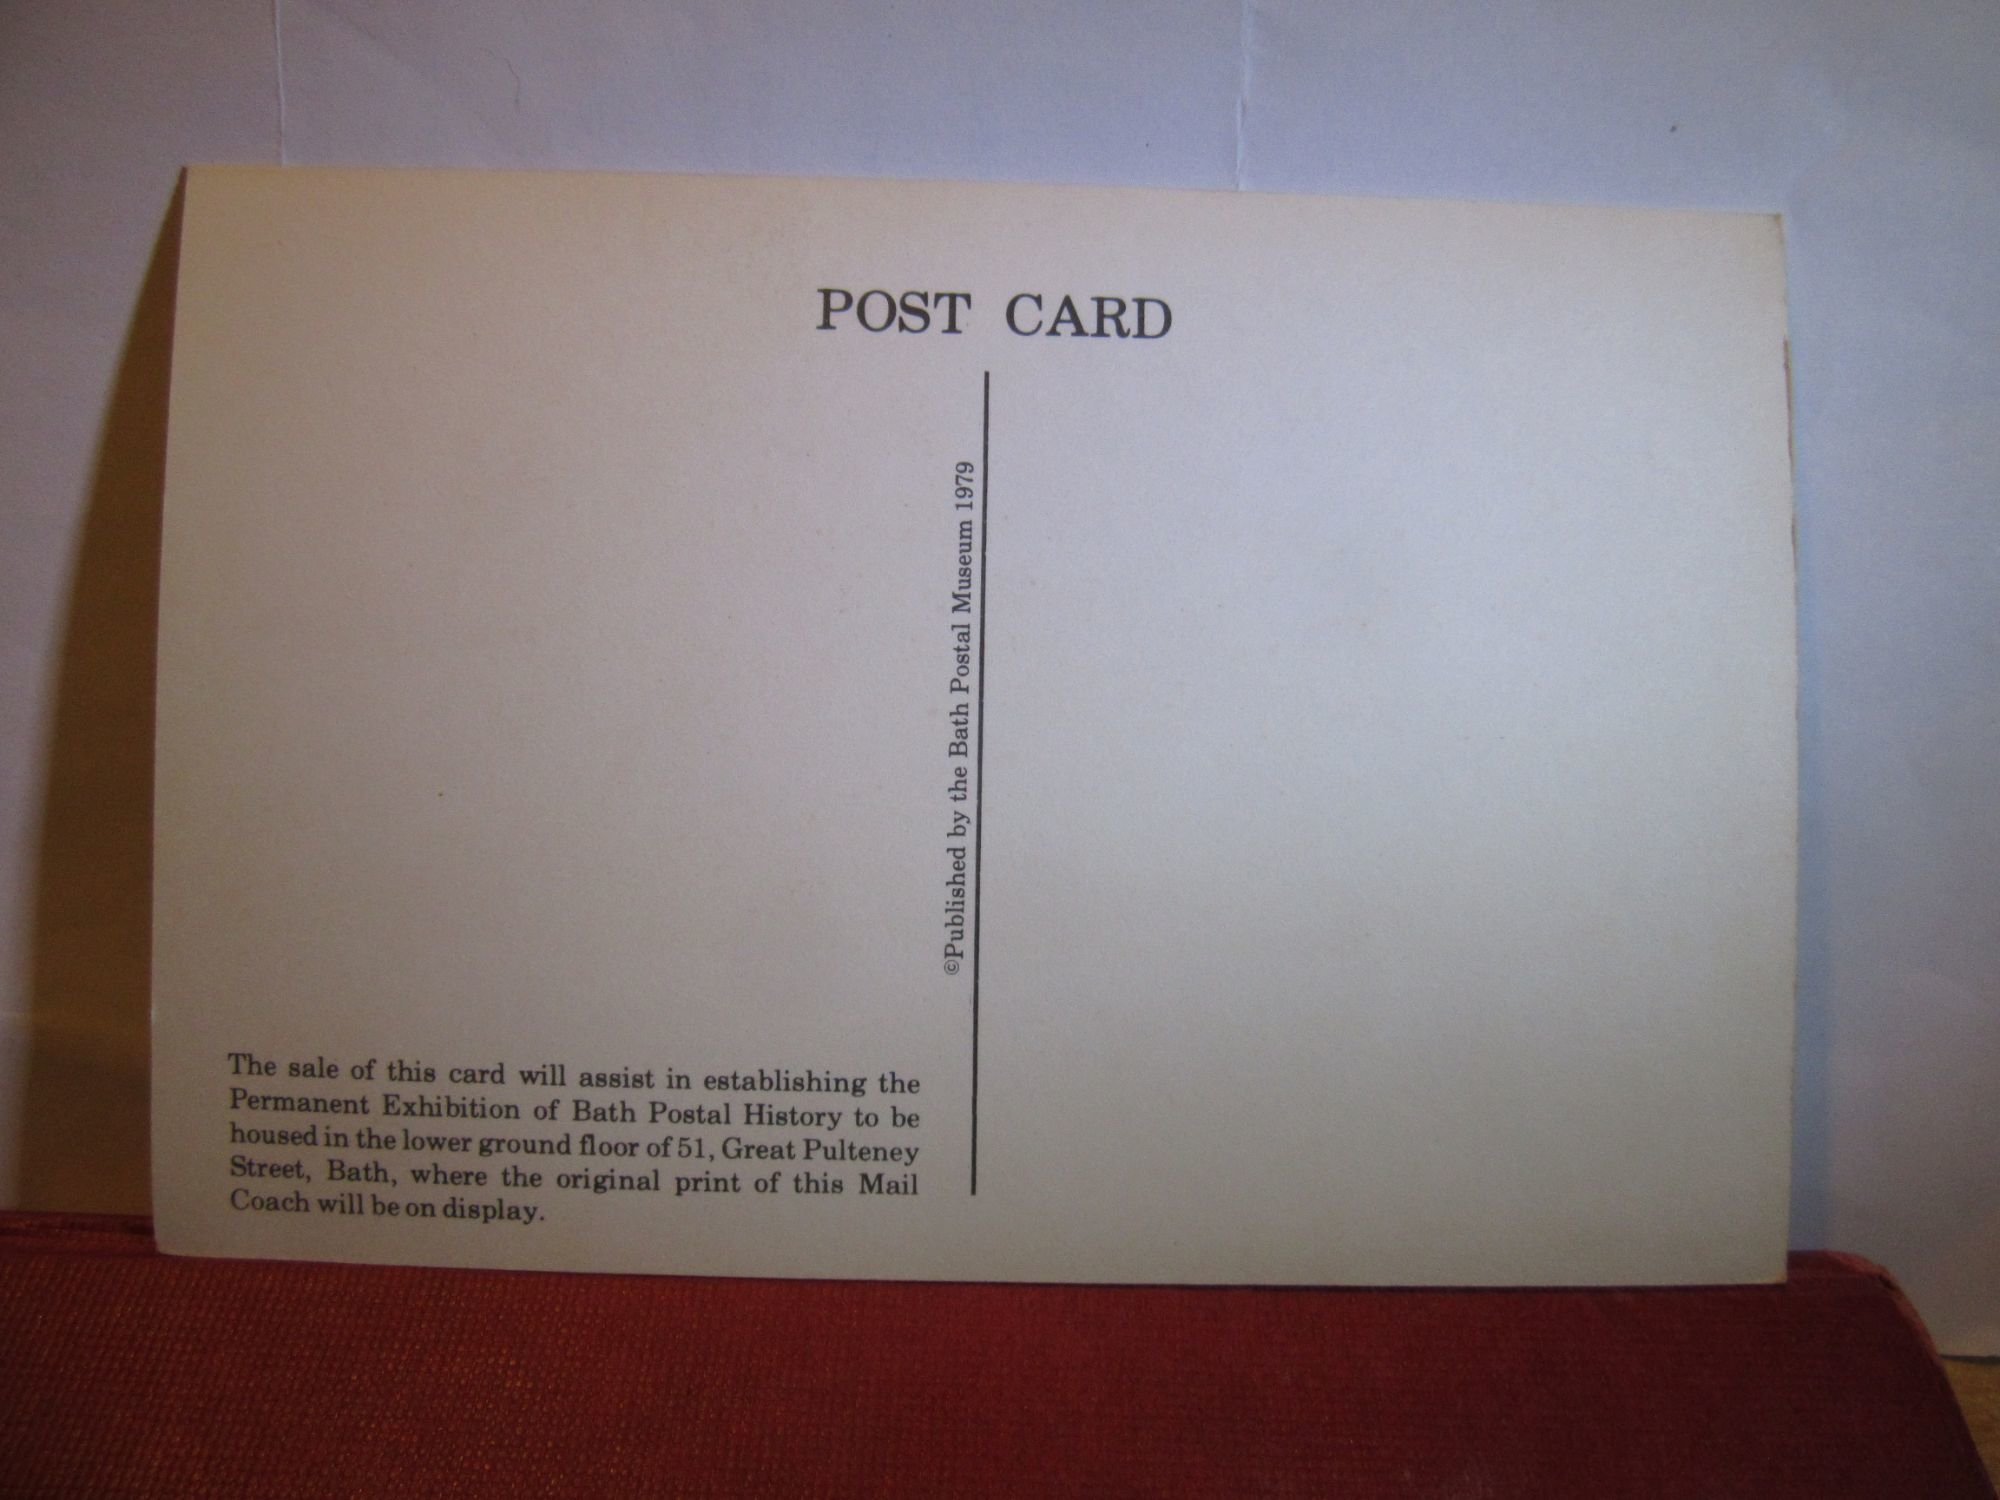 POST CARD
©Published by the Bath Postal Museum 1979
The sale of this card will assist in establishing the
Permanent Exhibition of Bath Postal History to be
housed in the lower ground floor of 51, Great Pulteney
Street, Bath, where the original print of this Mail
Coach will be on display.